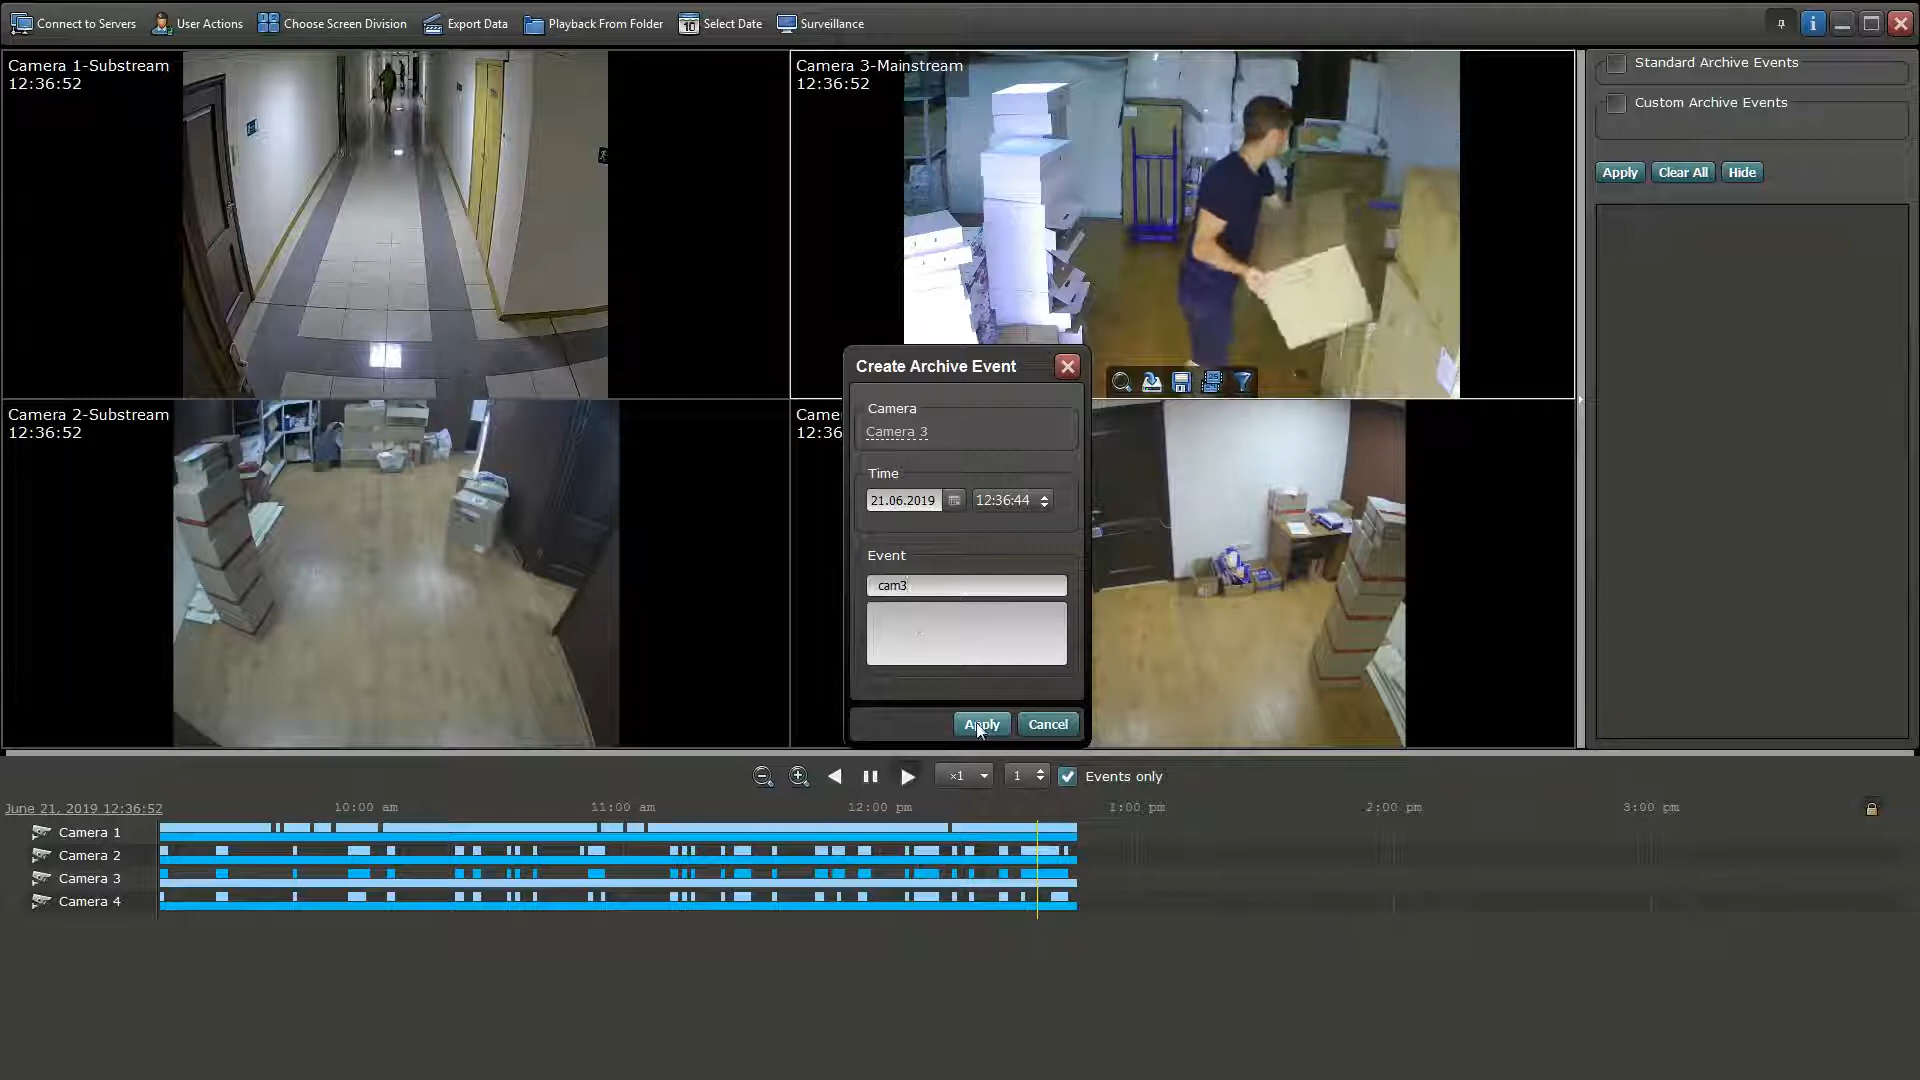 Connect to Servers User Actions Choose Screen Division Export Data Playback From Folder 10 Select Date Surveillance
Camera 1-Substream
12:36:52
Camera 3-Mainstream
12:36:52
Standard Archive Events
Custom Archive Events
Apply Clear All Hide
Create Archive Event
Camera
Camera 3
Time
21.06.2019 12:36:44
Event
cam3
Apply Cancel
Camera 2-Substream
12:36:52
Came
12:36
×1 1 Events only
June 21, 2019 12:36:52 10:00 am 11:00 am 12:00 pm 1:00 pm 2:00 pm 3:00 pm
Camera 1
Camera 2
Camera 3
Camera 4